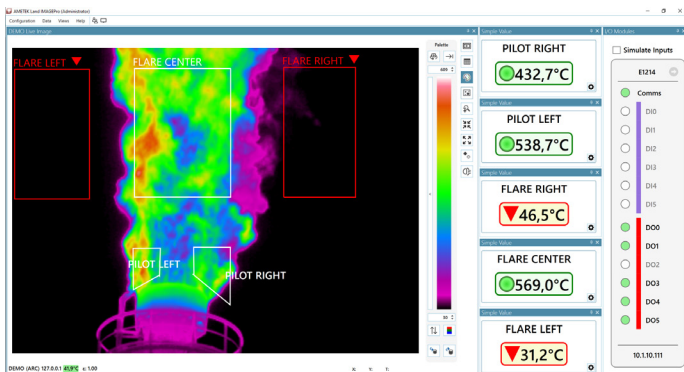 AMETEK Land IMAGEPro (Administrator)
Configuration Data Views Help
DEMO Live Image
FLARE LEFT
FLARE CENTER
FLARE RIGHT
PILOT LEFT
PILOT RIGHT
DEMO (ARC) 127.0.0.1 41,9°C ε: 1.00
X: Y: T:
Palette
600
50
Simple Value
PILOT RIGHT
432,7°C
Simple Value
PILOT LEFT
538,7°C
Simple Value
FLARE RIGHT
46,5°C
Simple Value
FLARE CENTER
569,0°C
Simple Value
FLARE LEFT
31,2°C
I/O Modules
Simulate Inputs
E1214
Comms
DI0
DI1
DI2
DI3
DI4
DI5
DO0
DO1
DO2
DO3
DO4
DO5
10.1.10.111